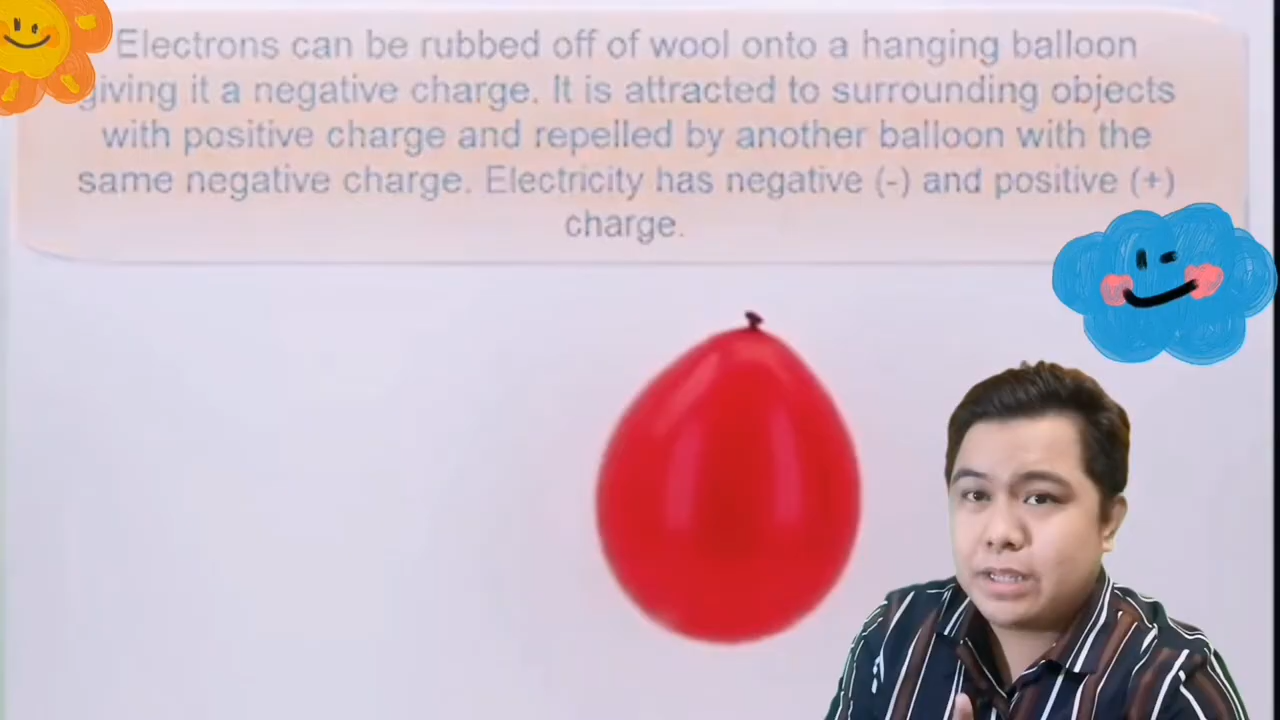 Electrons can be rubbed off of wool onto a hanging balloon
giving it a negative charge. It is attracted to surrounding objects
with positive charge and repelled by another balloon with the
same negative charge. Electricity has negative (-) and positive (+)
charge.